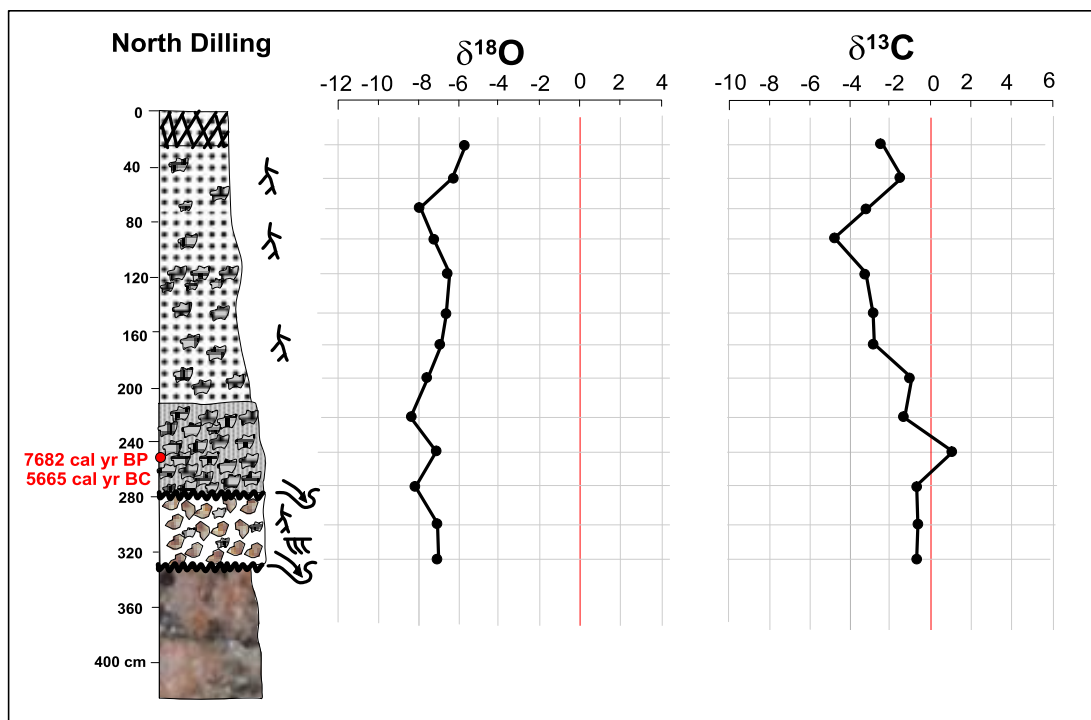 North Dilling
δ18O
δ13C
-12 -10 -8 -6 -4 -2 0 2 4
-10 -8 -6 -4 -2 0 2 4 6
0
40
80
120
160
200
240
7682 cal yr BP
5665 cal yr BC
280
320
360
400 cm